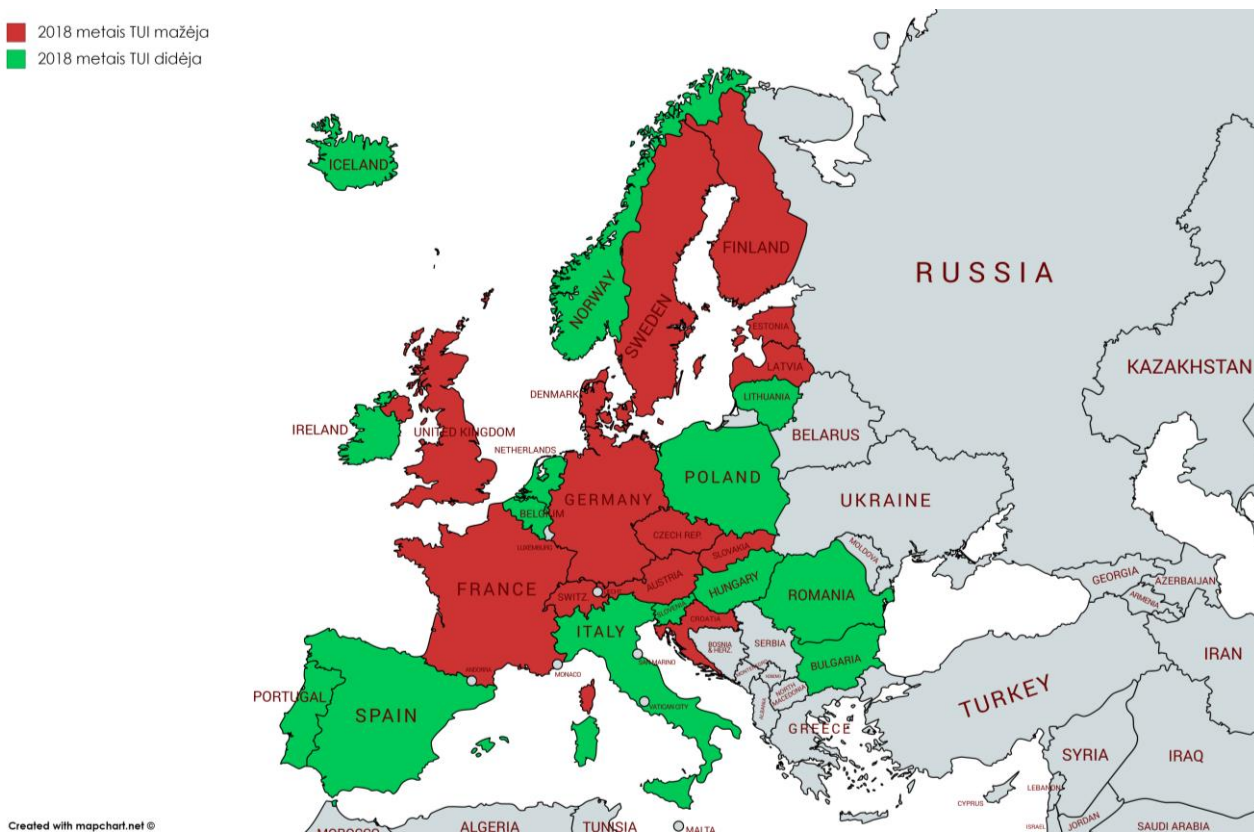 2018 metais TUI mažėja
2018 metais TUI didėja
ICELAND
NORWAY
SWEDEN
FINLAND
RUSSIA
ESTONIA
LATVIA
LITHUANIA
DENMARK
KAZAKHSTAN
IRELAND
UNITED KINGDOM
NETHERLANDS
BELARUS
POLAND
GERMANY
BELGIUM
UKRAINE
LUXEMBURG
CZECH REP.
SLOVAKIA
MOLDOVA
FRANCE
SWITZ.
AUSTRIA
HUNGARY
ROMANIA
GEORGIA
AZERBAIJAN
ARMENIA
SLOVENIA
CROATIA
ITALY
BOSNIA
& HERZ.
SERBIA
BULGARIA
IRAN
ANDORRA
MONACO
SAN MARINO
MONTENEGRO
NORTH
MACEDONIA
PORTUGAL
SPAIN
VATICAN CITY
ALBANIA
GREECE
TURKEY
SYRIA
IRAQ
CYPRUS
LEBANON
ISRAEL
JORDAN
SAUDI ARABIA
MOROCCO
ALGERIA
TUNISIA
MALTA
Created with mapchart.net ©